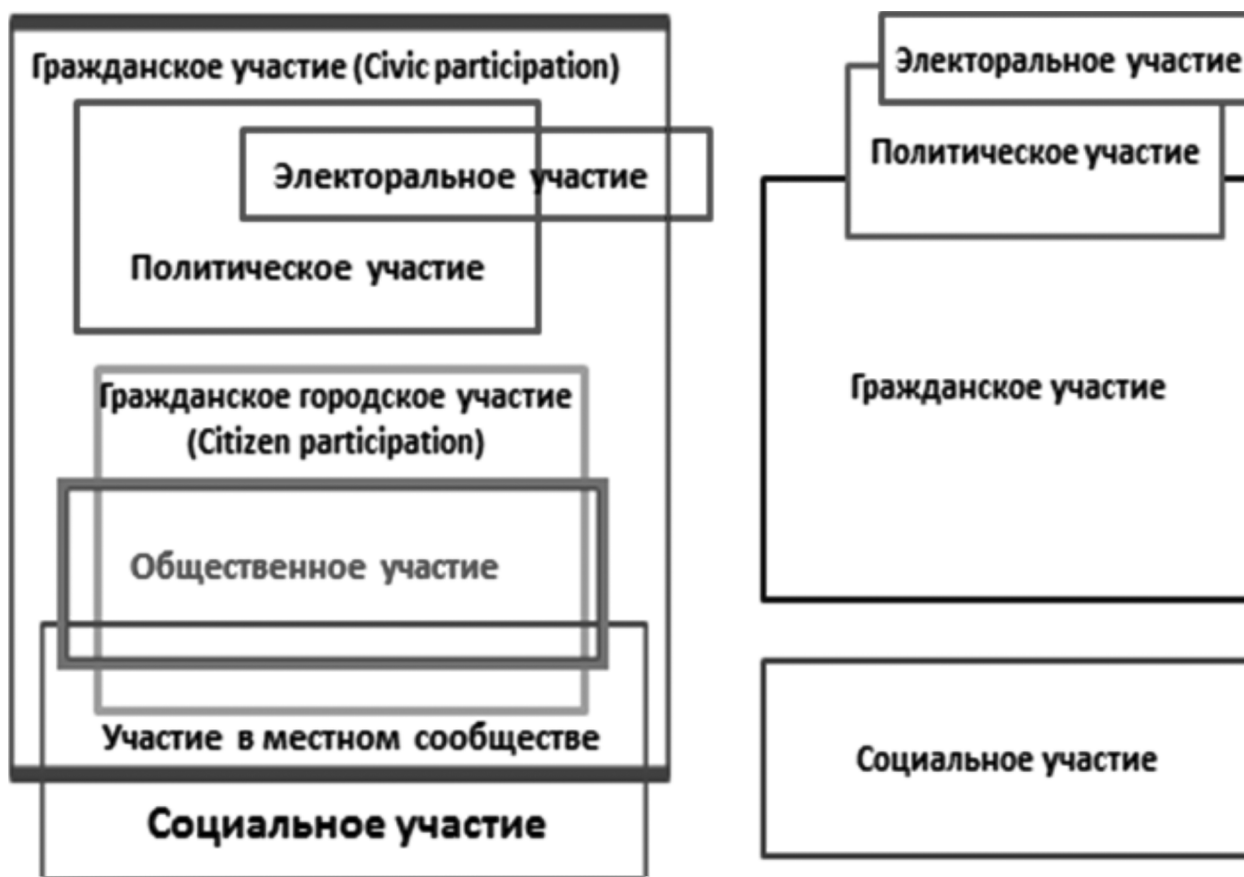 Гражданское участие (Civic participation)
Электоральное участие
Политическое участие
Гражданское городское участие
(Citizen participation)
Общественное участие
Участие в местном сообществе
Социальное участие
Электоральное участие
Политическое участие
Гражданское участие
Социальное участие